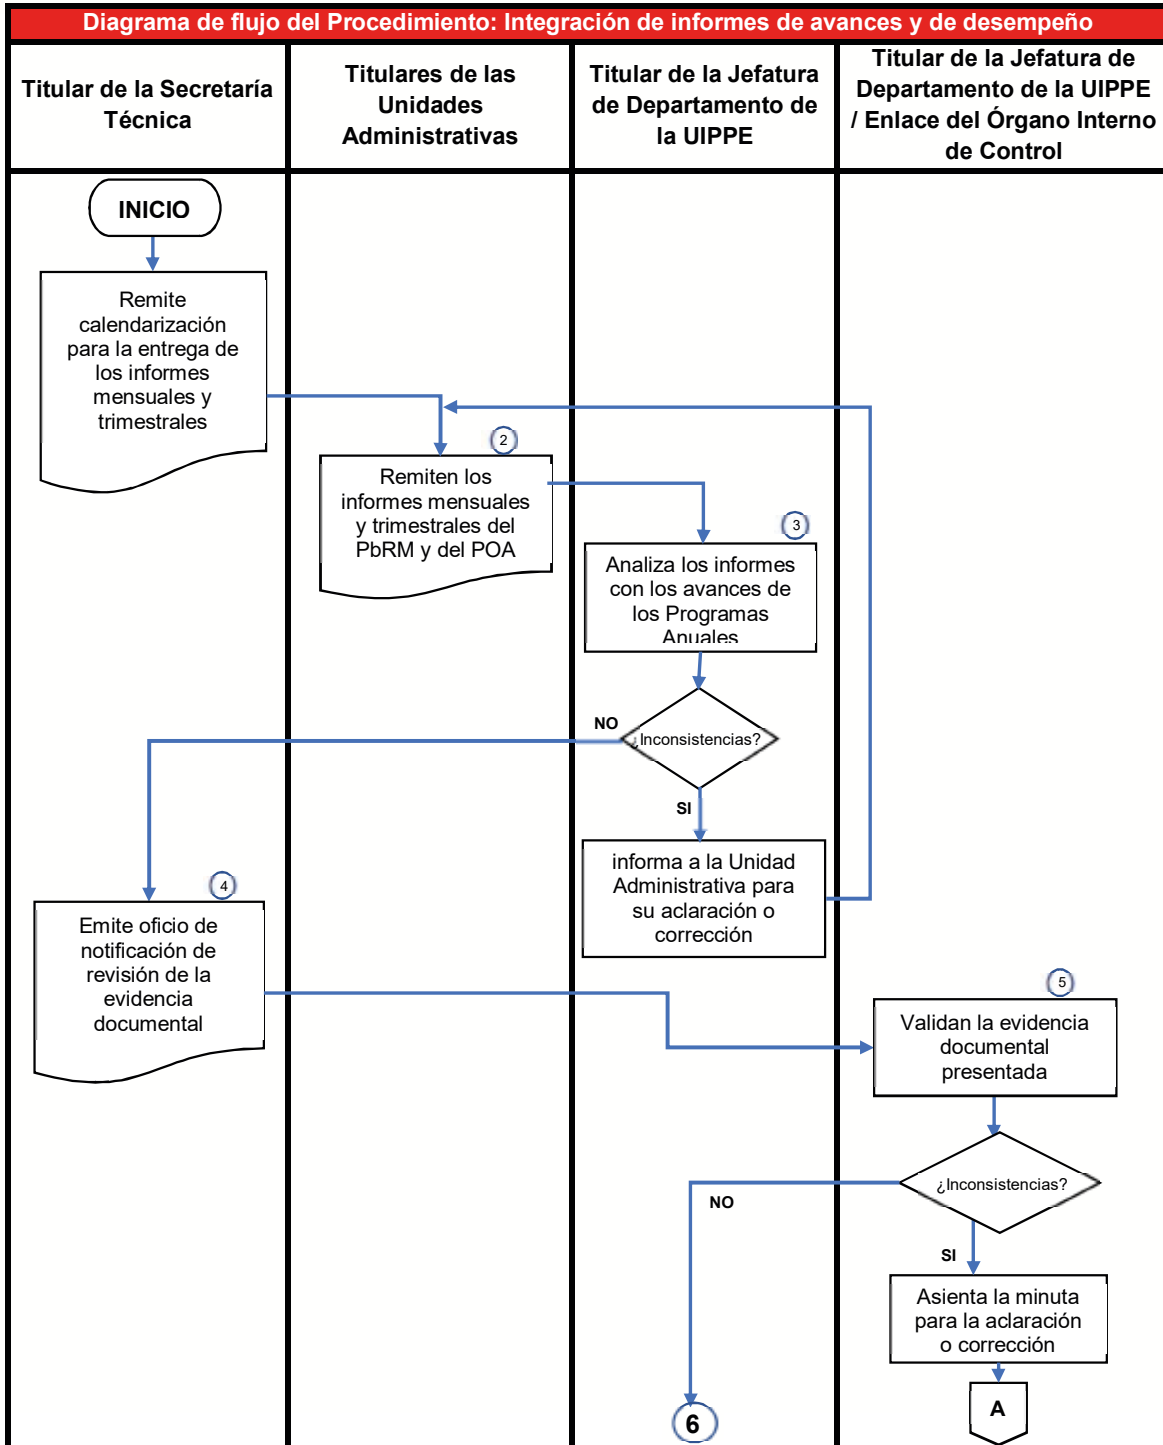 Diagrama de flujo del Procedimiento: Integración de informes de avances y de desempeño
Titular de la Secretaría
Técnica
Titulares de las
Unidades
Administrativas
Titular de la Jefatura
de Departamento de
la UIPPE
Titular de la Jefatura de
Departamento de la UIPPE
/ Enlace del Órgano Interno
de Control
INICIO
Remite
calendarización
para la entrega de
los informes
mensuales y
trimestrales
2
Remiten los
informes mensuales
y trimestrales del
PbRM y del POA
3
Analiza los informes
con los avances de
los Programas
Anuales
NO
¿Inconsistencias?
SI
informa a la Unidad
Administrativa para
su aclaración o
corrección
4
Emite oficio de
notificación de
revisión de la
evidencia
documental
5
Validan la evidencia
documental
presentada
¿Inconsistencias?
NO
SI
Asienta la minuta
para la aclaración
o corrección
6
A